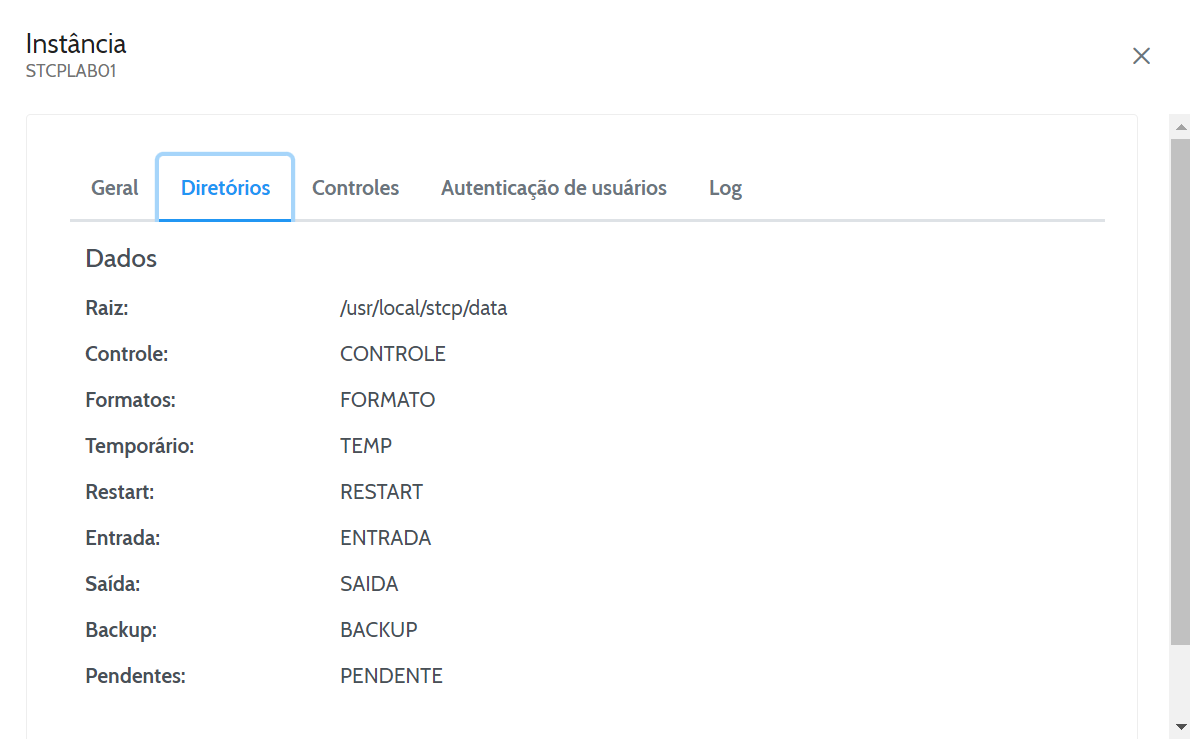 Instância
STCPLAB01
Geral Diretórios Controles Autenticação de usuários Log
Dados
Raiz: /usr/local/stcp/data
Controle: CONTROLE
Formatos: FORMATO
Temporário: TEMP
Restart: RESTART
Entrada: ENTRADA
Saída: SAIDA
Backup: BACKUP
Pendentes: PENDENTE